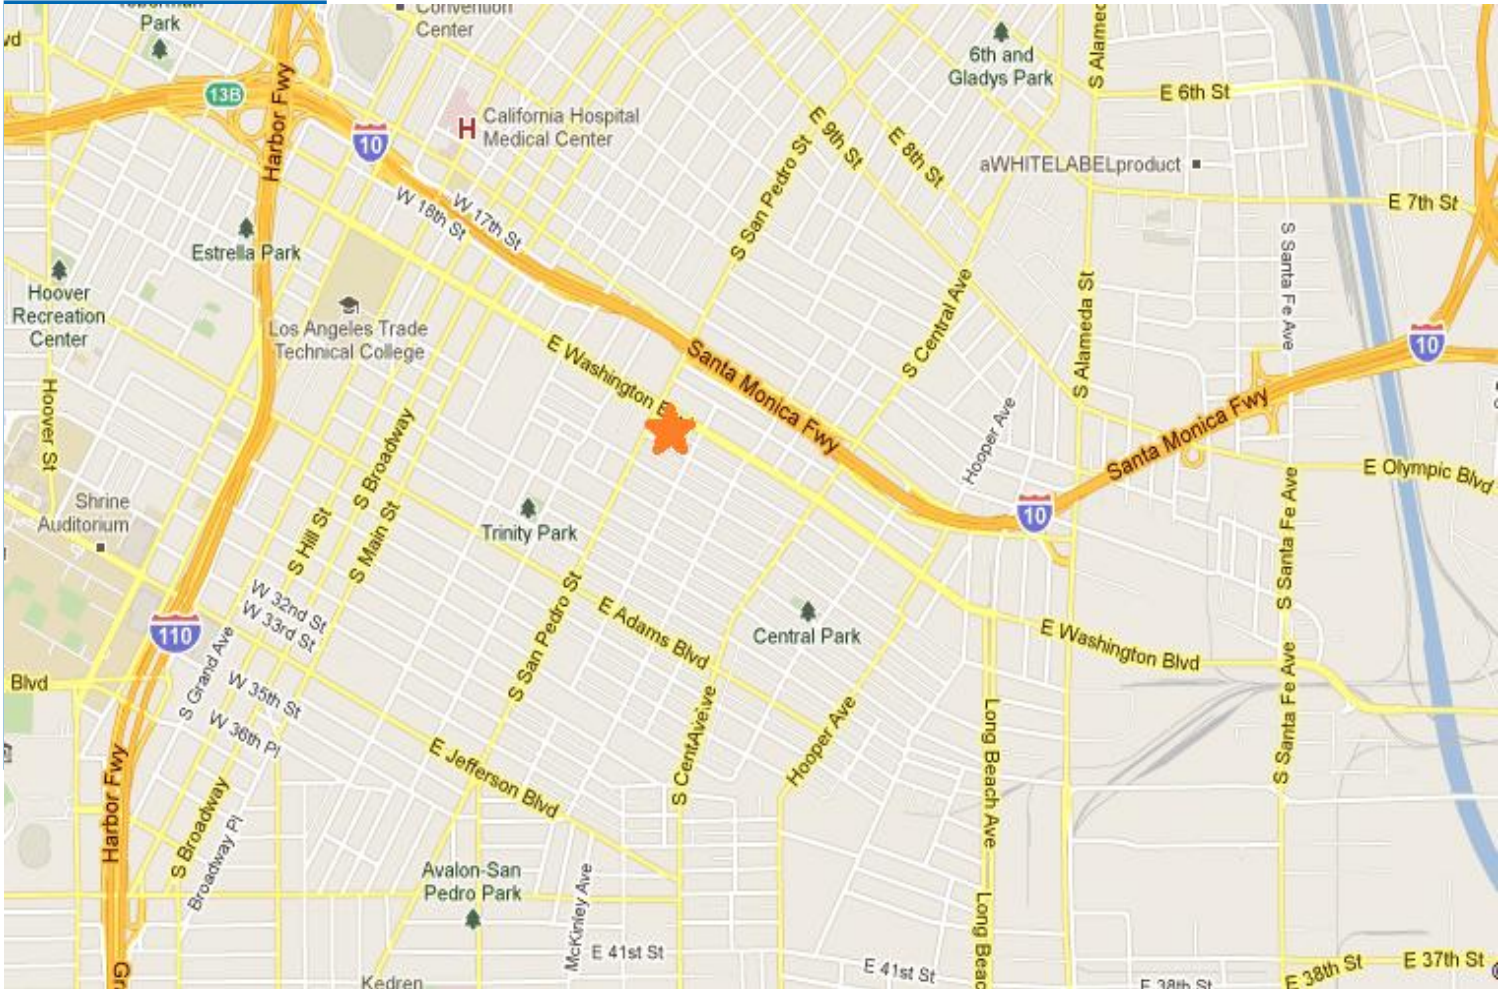 Park
Convention
Center
vd
13B
Harbor Fwy
10
H
California Hospital
Medical Center
6th and
Gladys Park
E 6th St
E 9th St
E 8th St
S San Pedro St
aWHITELABELproduct
E 7th St
W 18th St
W 17th St
Estrella Park
Hoover
Recreation
Center
Los Angeles Trade
Technical College
S Santa Fe Ave
S Alameda St
S Central Ave
10
E Washington
Santa Monica Fwy
Hoover St
S Broadway
Hooper Ave
Santa Monica Fwy
E Olympic Blvd
Shrine
Auditorium
S Hill St
S Main St
Trinity Park
10
S Santa Fe Ave
W 32nd St
W 33rd St
110
S San Pedro St
E Adams Blvd
Central Park
E Washington Blvd
Blvd
S Grand Ave
W 35th St
W 36th Pl
S CentAveve
Hooper Ave
Long Beach Ave
S Santa Fe Ave
Harbor Fwy
E Jefferson Blvd
S Broadway
Broadway Pl
Avalon-San
Pedro Park
McKinley Ave
E 41st St
E 41st St
E 38th St
E 37th St
E 38th St
Kedren